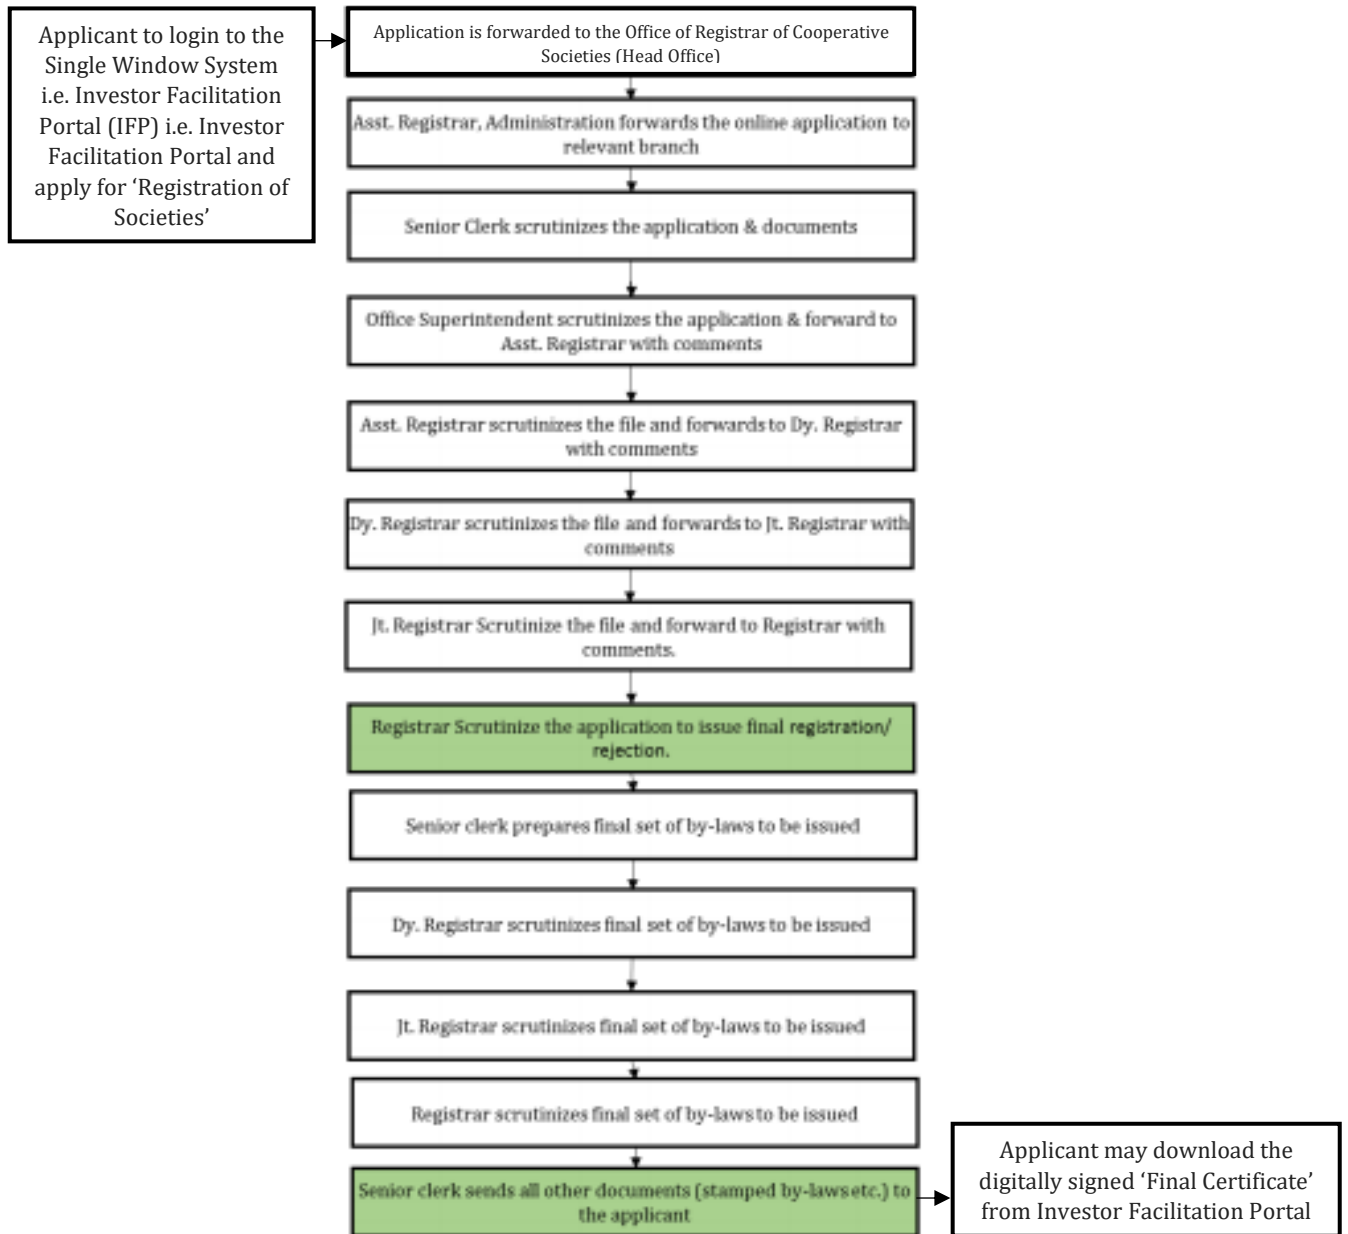 Applicant to login to the
Single Window System
i.e. Investor Facilitation
Portal (IFP) i.e. Investor
Facilitation Portal and
apply for ‘Registration of
Societies’
Application is forwarded to the Office of Registrar of Cooperative
Societies (Head Office)
Asst. Registrar, Administration forwards the online application to
relevant branch
Senior Clerk scrutinizes the application & documents
Office Superintendent scrutinizes the application & forward to
Asst. Registrar with comments
Asst. Registrar scrutinizes the file and forwards to Dy. Registrar
with comments
Dy. Registrar scrutinizes the file and forwards to Jt. Registrar with
comments
Jt. Registrar Scrutinize the file and forward to Registrar with
comments.
Registrar Scrutinize the application to issue final registration/
rejection.
Senior clerk prepares final set of by-laws to be issued
Dy. Registrar scrutinizes final set of by-laws to be issued
Jt. Registrar scrutinizes final set of by-laws to be issued
Registrar scrutinizes final set of by-laws to be issued
Senior clerk sends all other documents (stamped by-laws etc.) to
the applicant
Applicant may download the
digitally signed ‘Final Certificate’
from Investor Facilitation Portal